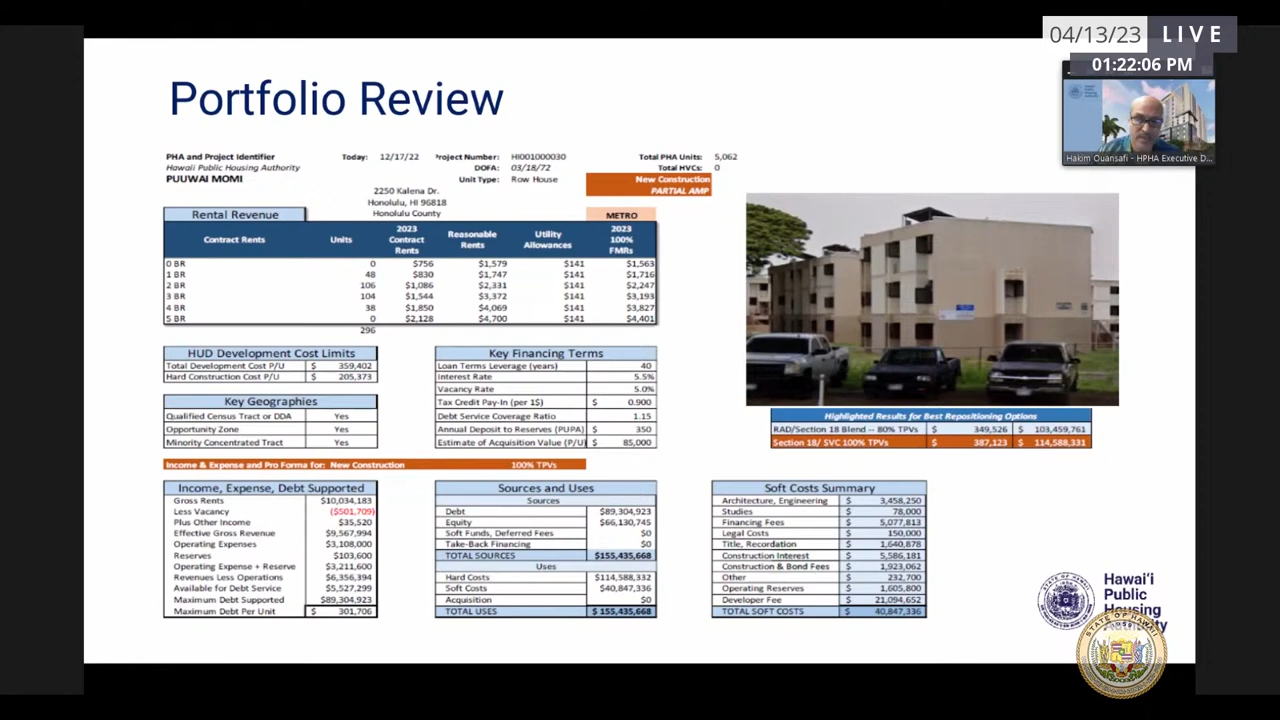 04/13/23 LIVE
01:22:06 PM
Hakim Ouansafi - HPHA Executive D...
Portfolio Review
PHA and Project Identifier Today: 12/17/22 Project Number: HI001000030 Total PHA Units: 5,062
Hawaii Public Housing Authority DOFA: 03/18/72 Total HVCs: 0
PUUWAI MOMI Unit Type: Row House New Construction
PARTIAL AMP
2250 Kalena Dr.
Honolulu, HI 96818
Honolulu County
Rental Revenue METRO
Contract Rents Units 2023 Contract Rents Reasonable Rents Utility Allowances 2023 100% FMRs
0 BR 0 $756 $1,579 $141 $1,563
1 BR 48 $830 $1,747 $141 $1,716
2 BR 106 $1,086 $2,331 $141 $2,247
3 BR 104 $1,544 $3,372 $141 $3,193
4 BR 38 $1,850 $4,069 $141 $3,827
5 BR 0 $2,128 $4,700 $141 $4,401
296
HUD Development Cost Limits
Total Development Cost P/U $ 359,402
Hard Construction Cost P/U $ 205,373
Key Geographies
Qualified Census Tract or DDA Yes
Opportunity Zone Yes
Minority Concentrated Tract Yes
Key Financing Terms
Loan Terms Leverage (years) 40
Interest Rate 5.5%
Vacancy Rate 5.0%
Tax Credit Pay-In (per 1$) $ 0.900
Debt Service Coverage Ratio 1.15
Annual Deposit to Reserves (PUPA) $ 350
Estimate of Acquisition Value (P/U) $ 85,000
Highlighted Results for Best Repositioning Options
RAD/Section 18 Blend -- 80% TPVs $ 349,526 $ 103,459,761
Section 18/ SVC 100% TPVs $ 387,123 $ 114,588,331
Income & Expense and Pro Forma for: New Construction 100% TPVs
Income, Expense, Debt Supported
Gross Rents $10,034,183
Less Vacancy ($501,709)
Plus Other Income $35,520
Effective Gross Revenue $9,567,994
Operating Expenses $3,108,000
Reserves $103,600
Operating Expense + Reserve $3,211,600
Revenues Less Operations $6,356,394
Available for Debt Service $5,527,299
Maximum Debt Supported $89,304,923
Maximum Debt Per Unit $ 301,706
Sources and Uses
Sources
Debt $89,304,923
Equity $66,130,745
Soft Funds, Deferred Fees $0
Take-Back Financing $0
TOTAL SOURCES $155,435,668
Uses
Hard Costs $114,588,332
Soft Costs $40,847,336
Acquisition $0
TOTAL USES $ 155,435,668
Soft Costs Summary
Architecture, Engineering $ 3,458,250
Studies $ 78,000
Financing Fees $ 5,077,813
Legal Costs $ 150,000
Title, Recordation $ 1,640,878
Construction Interest $ 5,586,181
Construction & Bond Fees $ 1,923,062
Other $ 232,700
Operating Reserves $ 1,605,800
Developer Fee $ 21,094,652
TOTAL SOFT COSTS $ 40,847,336
Hawaiʻi
Public
Housing
Authority
STATE OF HAWAII